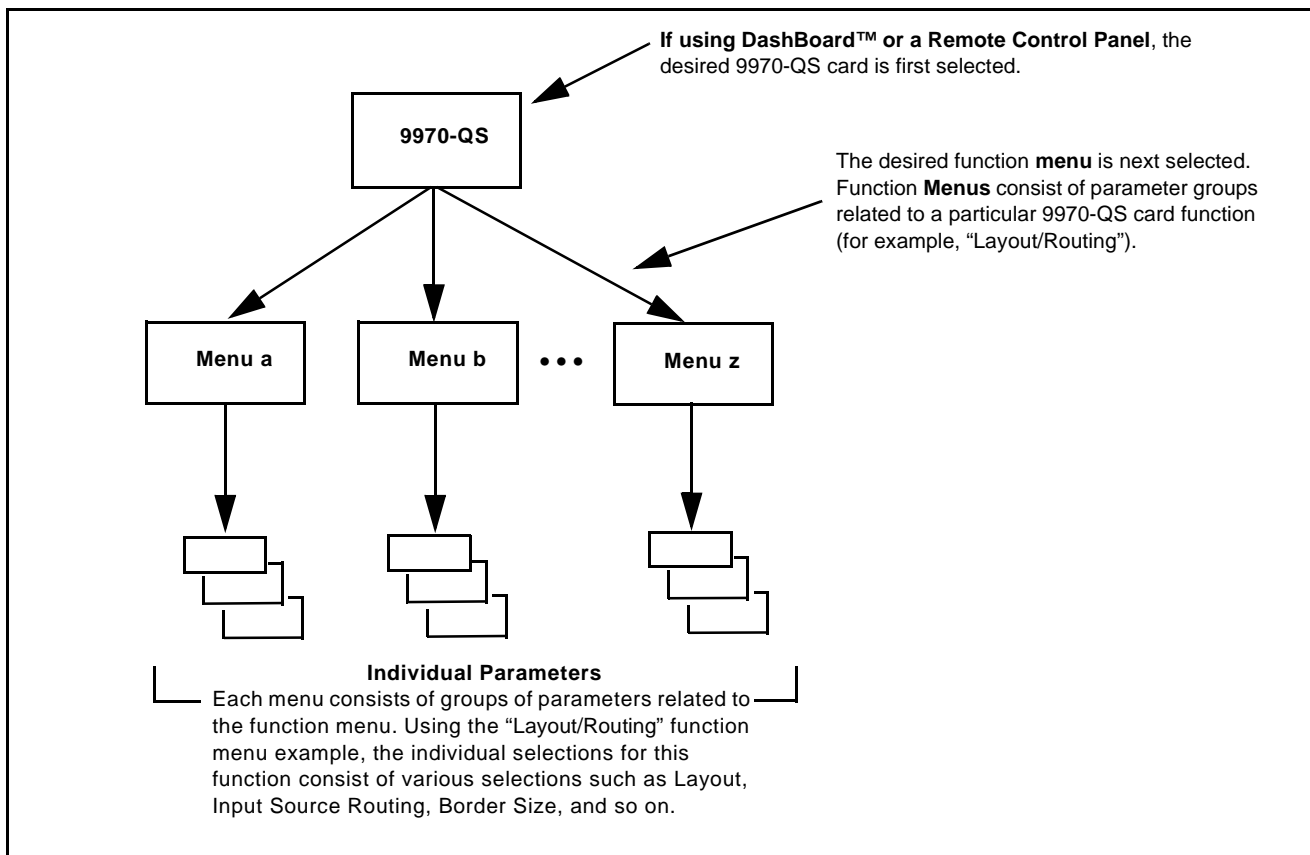 If using DashBoard™ or a Remote Control Panel, the
desired 9970-QS card is first selected.
9970-QS
The desired function menu is next selected.
Function Menus consist of parameter groups
related to a particular 9970-QS card function
(for example, “Layout/Routing”).
Menu a
Menu b
• • •
Menu z
Individual Parameters
Each menu consists of groups of parameters related to
the function menu. Using the “Layout/Routing” function
menu example, the individual selections for this
function consist of various selections such as Layout,
Input Source Routing, Border Size, and so on.